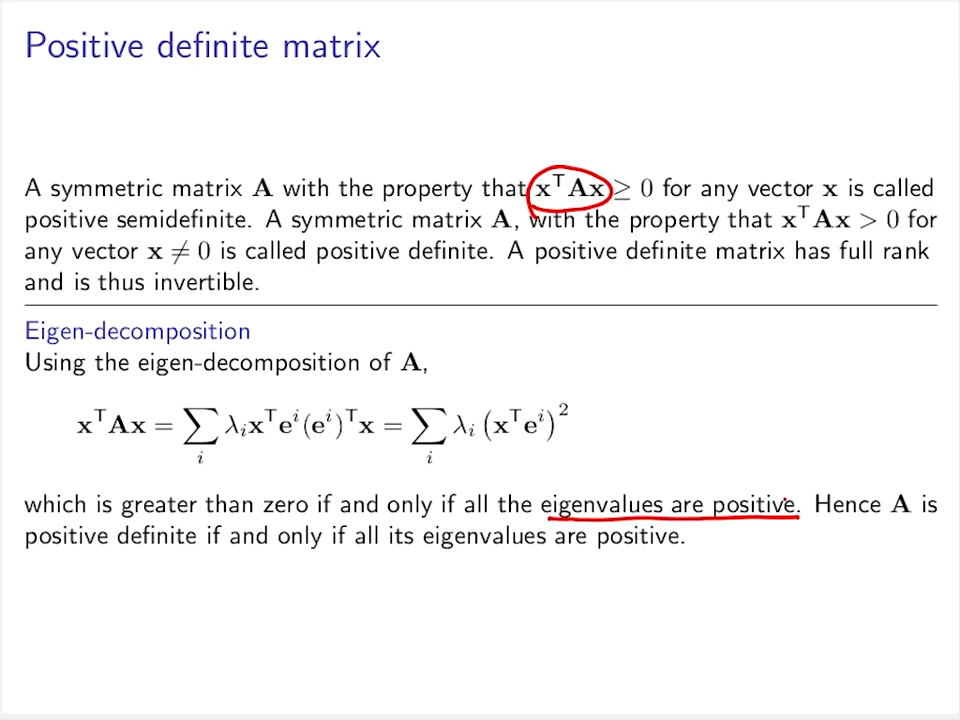 Positive definite matrix
A symmetric matrix A with the property that xᵀAx ≥ 0 for any vector x is called
positive semidefinite. A symmetric matrix A, with the property that xᵀAx > 0 for
any vector x ≠ 0 is called positive definite. A positive definite matrix has full rank
and is thus invertible.
Eigen-decomposition
Using the eigen-decomposition of A,
xᵀAx = ∑ᵢ λᵢxᵀeⁱ(eⁱ)ᵀx = ∑ᵢ λᵢ (xᵀeⁱ)²
which is greater than zero if and only if all the eigenvalues are positive. Hence A is
positive definite if and only if all its eigenvalues are positive.